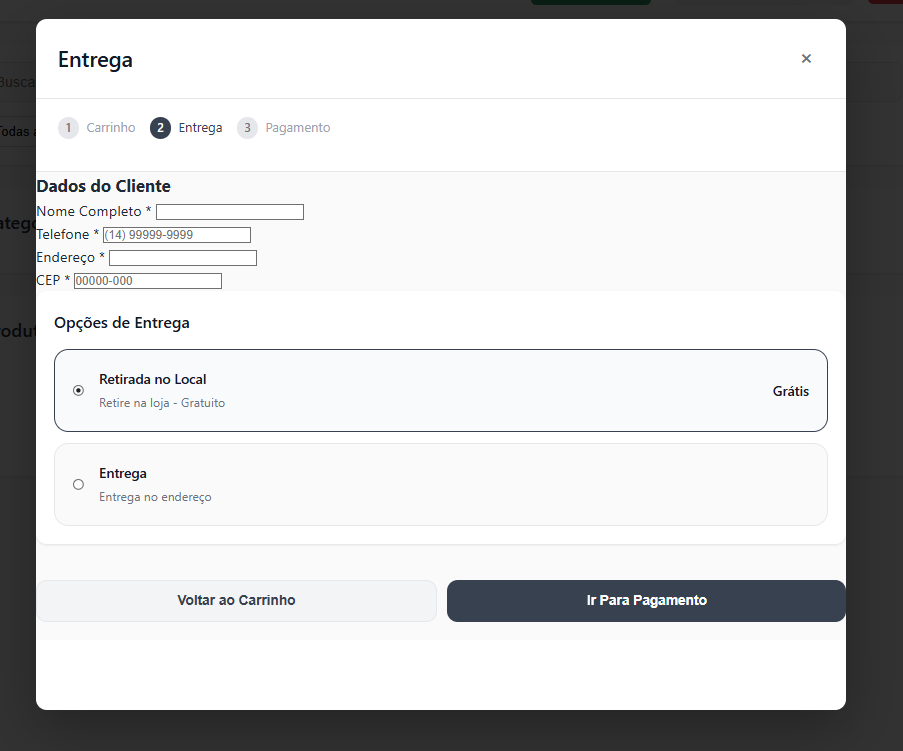 Entrega
×
1 Carrinho 2 Entrega 3 Pagamento
Busca
Todas a
Dados do Cliente
Nome Completo *
Telefone * (14) 99999-9999
Endereço *
CEP * 00000-000
Opções de Entrega
Retirada no Local
Retire na loja - Gratuito
Grátis
Entrega
Entrega no endereço
Voltar ao Carrinho
Ir Para Pagamento